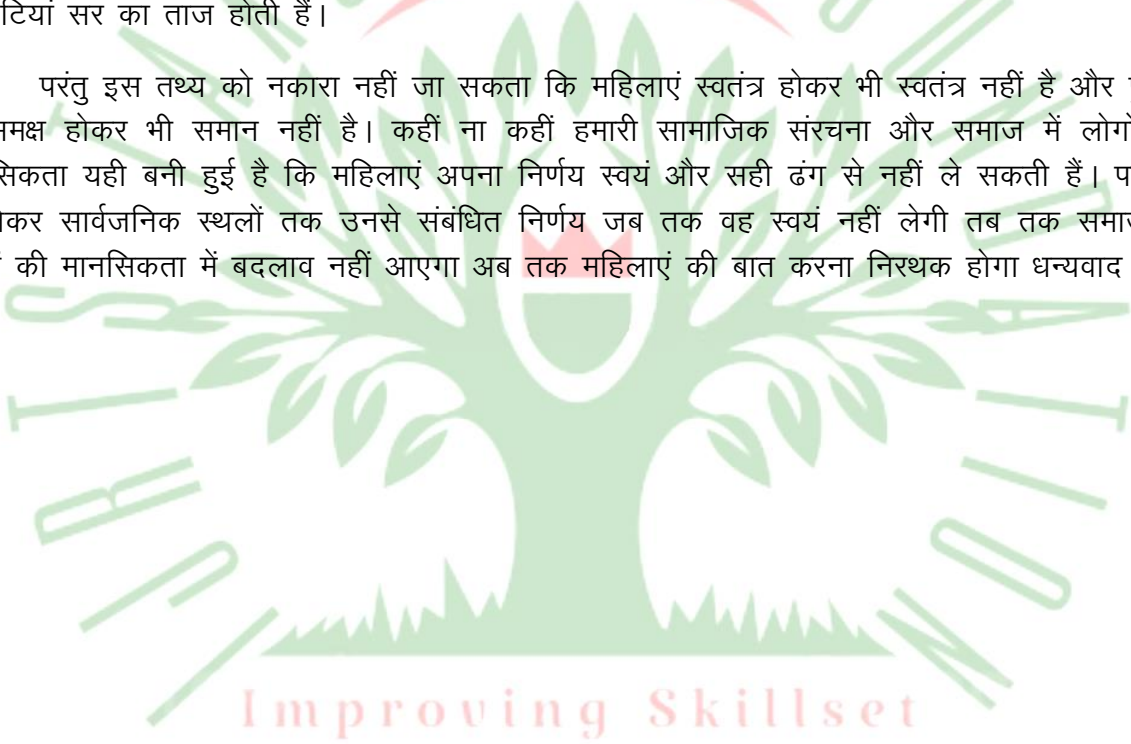 टियां सर का ताज होती हैं।
परंतु इस तथ्य को नकारा नहीं जा सकता कि महिलाएं स्वतंत्र होकर भी स्वतंत्र नहीं है और
समक्ष होकर भी समान नहीं है। कहीं ना कहीं हमारी सामाजिक संरचना और समाज में लोगों
सिकता यही बनी हुई है कि महिलाएं अपना निर्णय स्वयं और सही ढंग से नहीं ले सकती हैं।
सार्वजनिक स्थलों तक उनसे संबंधित निर्णय जब तक वह स्वयं नहीं लेगी तब तक
की मानसिकता में बदलाव नहीं आएगा अब तक महिलाएं की बात करना निरथक होगा धन्यवाद
Improving Skillset